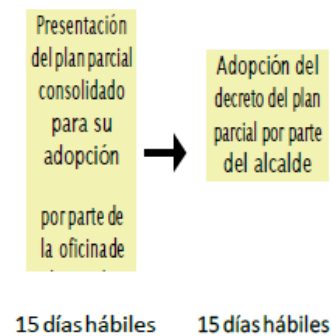 Presentación
del plan parcial
consolidado
para su
adopción
por parte de
la oficina de
Adopción del
decreto del plan
parcial por parte
del alcalde
15 días hábiles
15 días hábiles